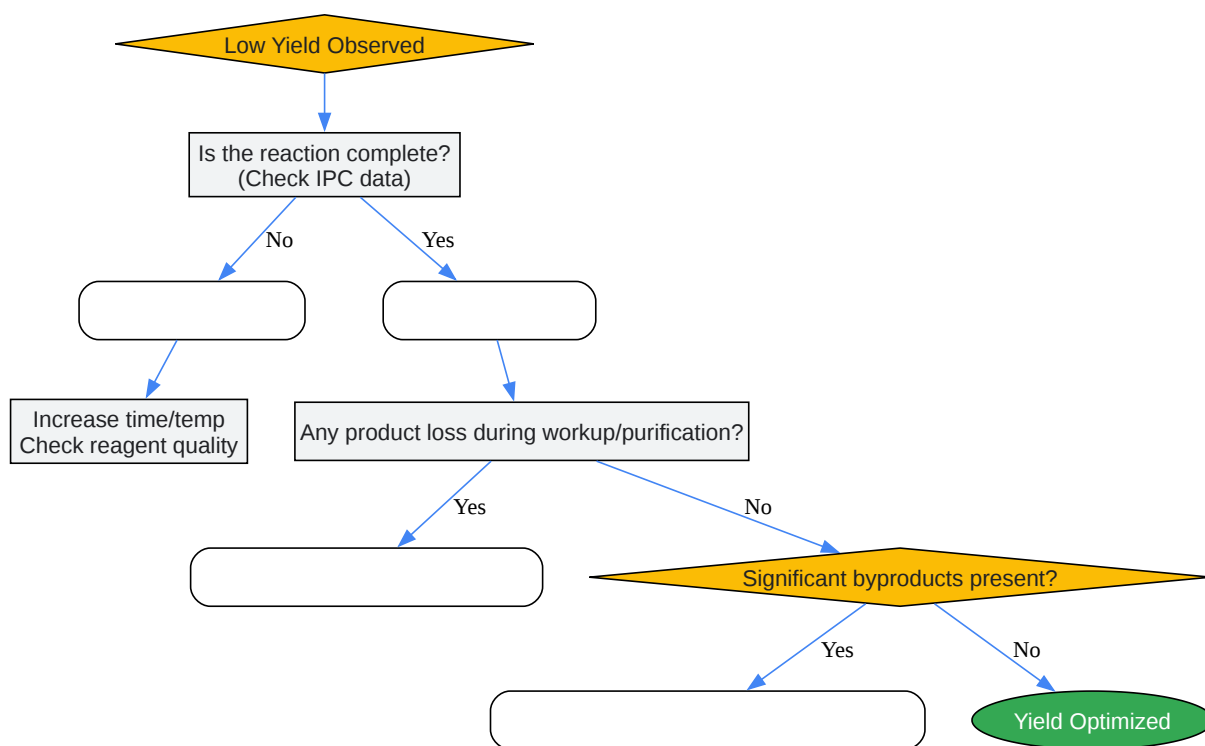 Low Yield Observed
Is the reaction complete?
(Check IPC data)
No
Yes
Increase time/temp
Check reagent quality
Any product loss during workup/purification?
Yes
No
Significant byproducts present?
Yes
No
Yield Optimized